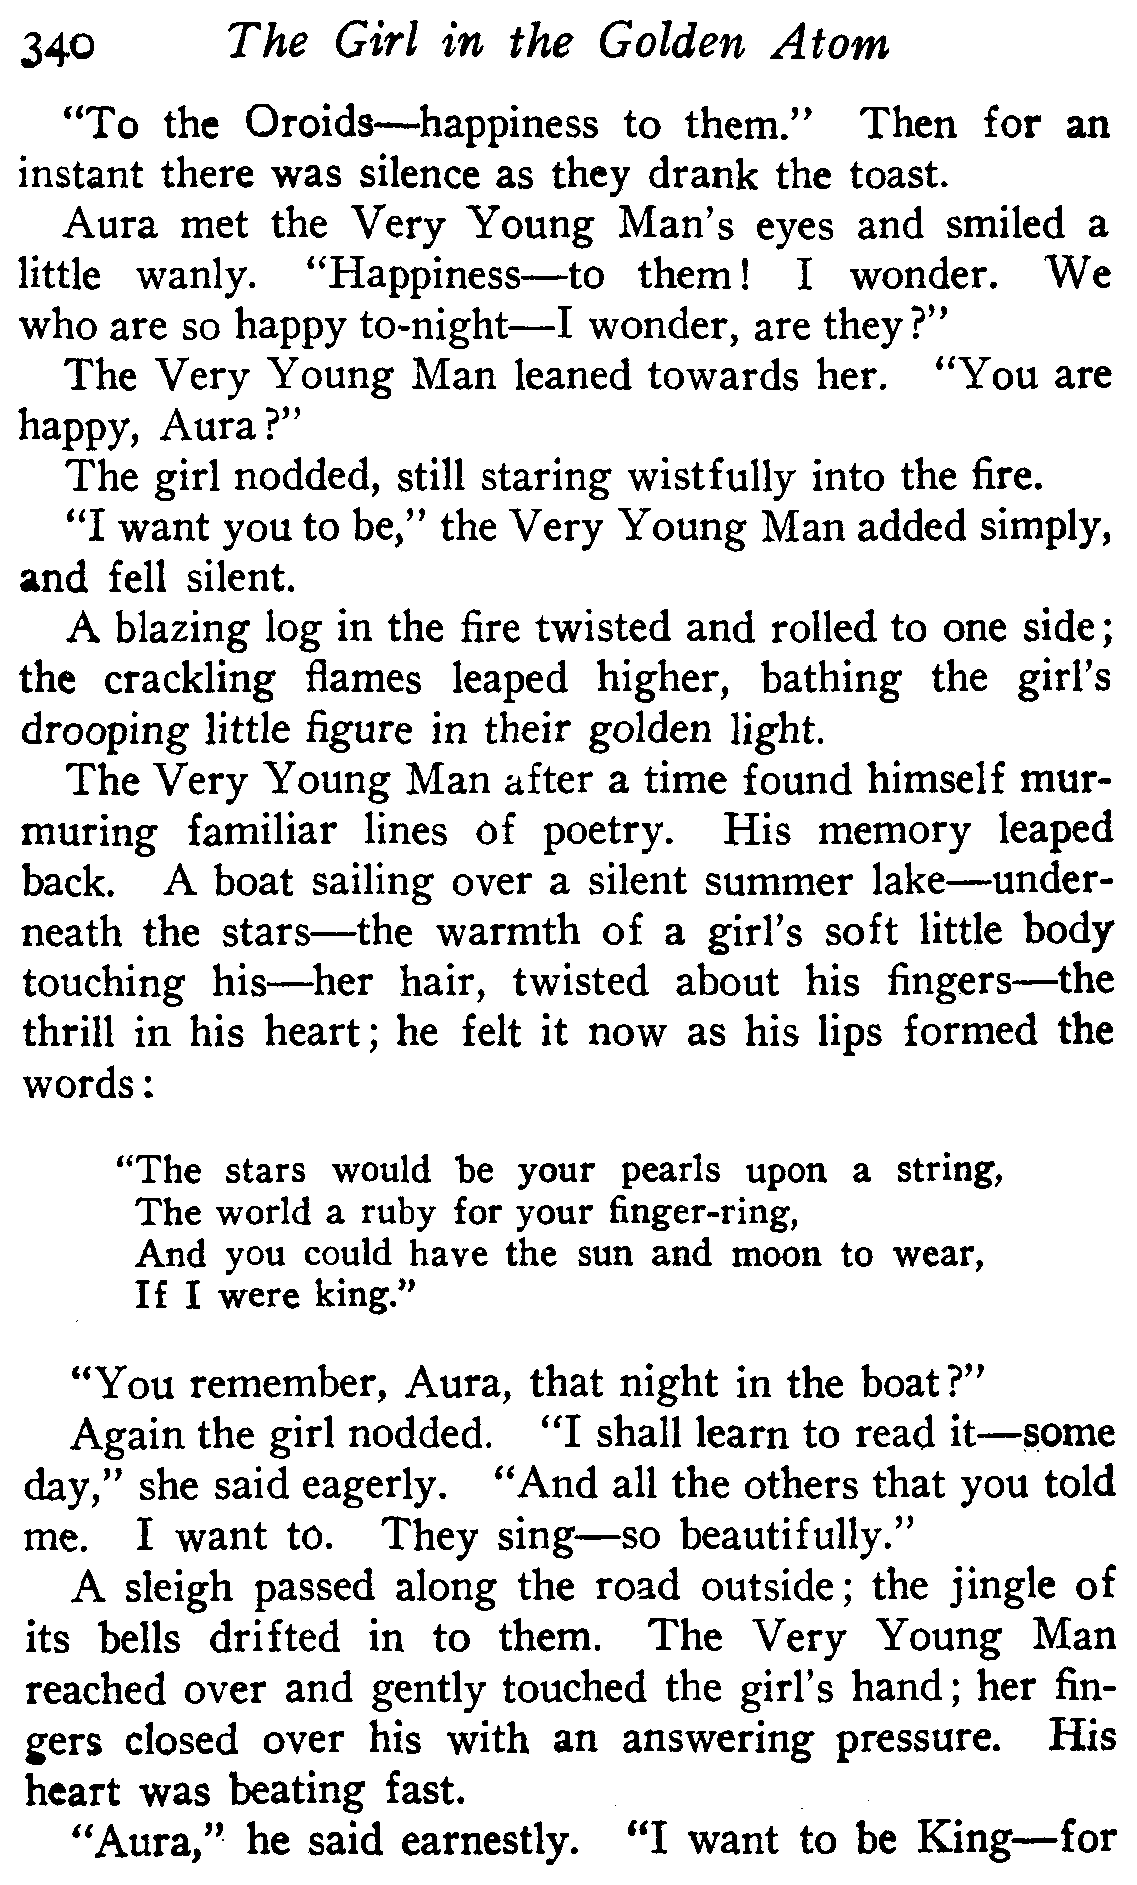 340 The Girl in the Golden Atom
“To the Oroids—happiness to them.” Then for an
instant there was silence as they drank the toast.
Aura met the Very Young Man’s eyes and smiled a
little wanly. “Happiness—to them! I wonder. We
who are so happy to-night—I wonder, are they?”
The Very Young Man leaned towards her. “You are
happy, Aura?”
The girl nodded, still staring wistfully into the fire.
“I want you to be,” the Very Young Man added simply,
and fell silent.
A blazing log in the fire twisted and rolled to one side;
the crackling flames leaped higher, bathing the girl’s
drooping little figure in their golden light.
The Very Young Man after a time found himself mur-
muring familiar lines of poetry. His memory leaped
back. A boat sailing over a silent summer lake—under-
neath the stars—the warmth of a girl’s soft little body
touching his—her hair, twisted about his fingers—the
thrill in his heart; he felt it now as his lips formed the
words:
“The stars would be your pearls upon a string,
The world a ruby for your finger-ring,
And you could have the sun and moon to wear,
If I were king.”
“You remember, Aura, that night in the boat?”
Again the girl nodded. “I shall learn to read it—some
day,” she said eagerly. “And all the others that you told
me. I want to. They sing—so beautifully.”
A sleigh passed along the road outside; the jingle of
its bells drifted in to them. The Very Young Man
reached over and gently touched the girl’s hand; her fin-
gers closed over his with an answering pressure. His
heart was beating fast.
“Aura,” he said earnestly. “I want to be King—for